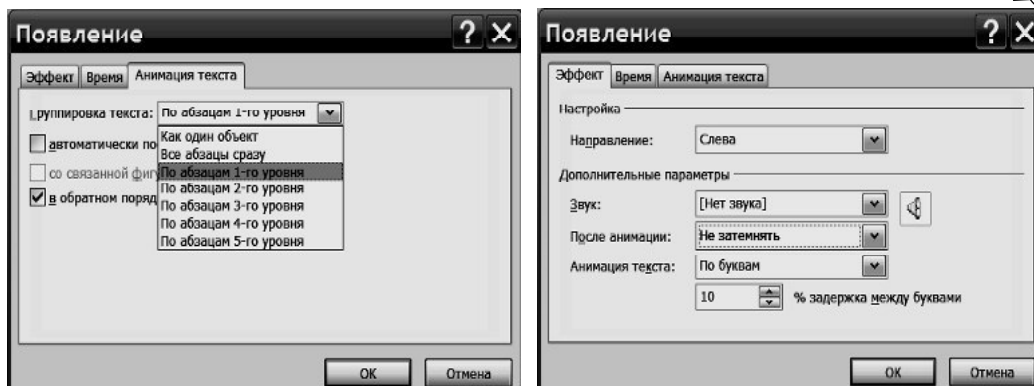 Появление
Эффект Время Анимация текста
Группировка текста: По абзацам 1-го уровня
Как один объект
автоматически по
Все абзацы сразу
со связанной фигу
По абзацам 1-го уровня
По абзацам 2-го уровня
в обратном поряд
По абзацам 3-го уровня
По абзацам 4-го уровня
По абзацам 5-го уровня
ОК Отмена
Появление
Эффект Время Анимация текста
Настройка
Направление: Слева
Дополнительные параметры
Звук: [Нет звука]
После анимации: Не затемнять
Анимация текста: По буквам
10 % задержка между буквами
ОК Отмена